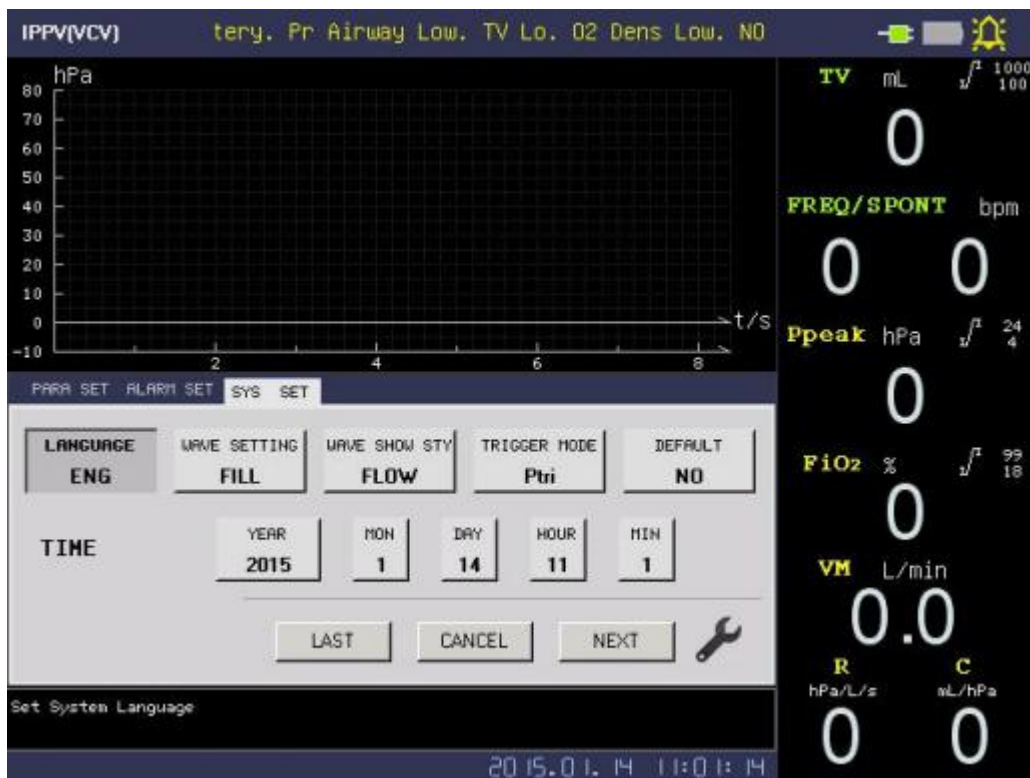 IPPV(VCV) tery. Pr Airway Low. TV Lo. O2 Dens Low. NO
hPa
80
70
60
50
40
30
20
10
0
-10
2 4 6 8
t/s
TV mL 1000
100
0
FREQ/SPONT bpm
0 0
Ppeak hPa 24
4
0
FiO2 % 99
18
0
VM L/min
0.0
R C
hPa/L/s mL/hPa
0 0
PARA SET ALARM SET SYS SET
LANGUAGE WAVE SETTING WAVE SHOW STY TRIGGER MODE DEFAULT
ENG FILL FLOW Ptri NO
TIME
YEAR MON DAY HOUR MIN
2015 1 14 11 1
LAST CANCEL NEXT
Set System Language
2015.01.14 11:01:14